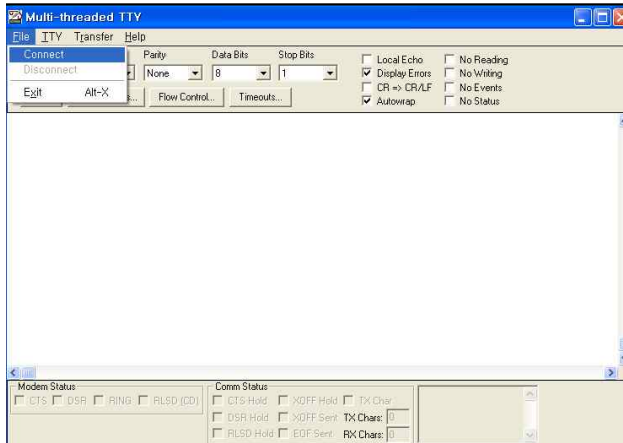 Multi-threaded TTY
File TTY Transfer Help
Connect
Disconnect
Exit Alt-X
Parity Data Bits Stop Bits
None 8 1
Flow Control... Timeouts...
Local Echo No Reading
Display Errors No Writing
CR => CR/LF No Events
Autowrap No Status
Modem Status
CTS DSR RING RLSD (CD)
Comm Status
CTS Hold XOFF Hold TX Char
DSR Hold XOFF Sent TX Chars: 0
RLSD Hold EOF Sent RX Chars: 0